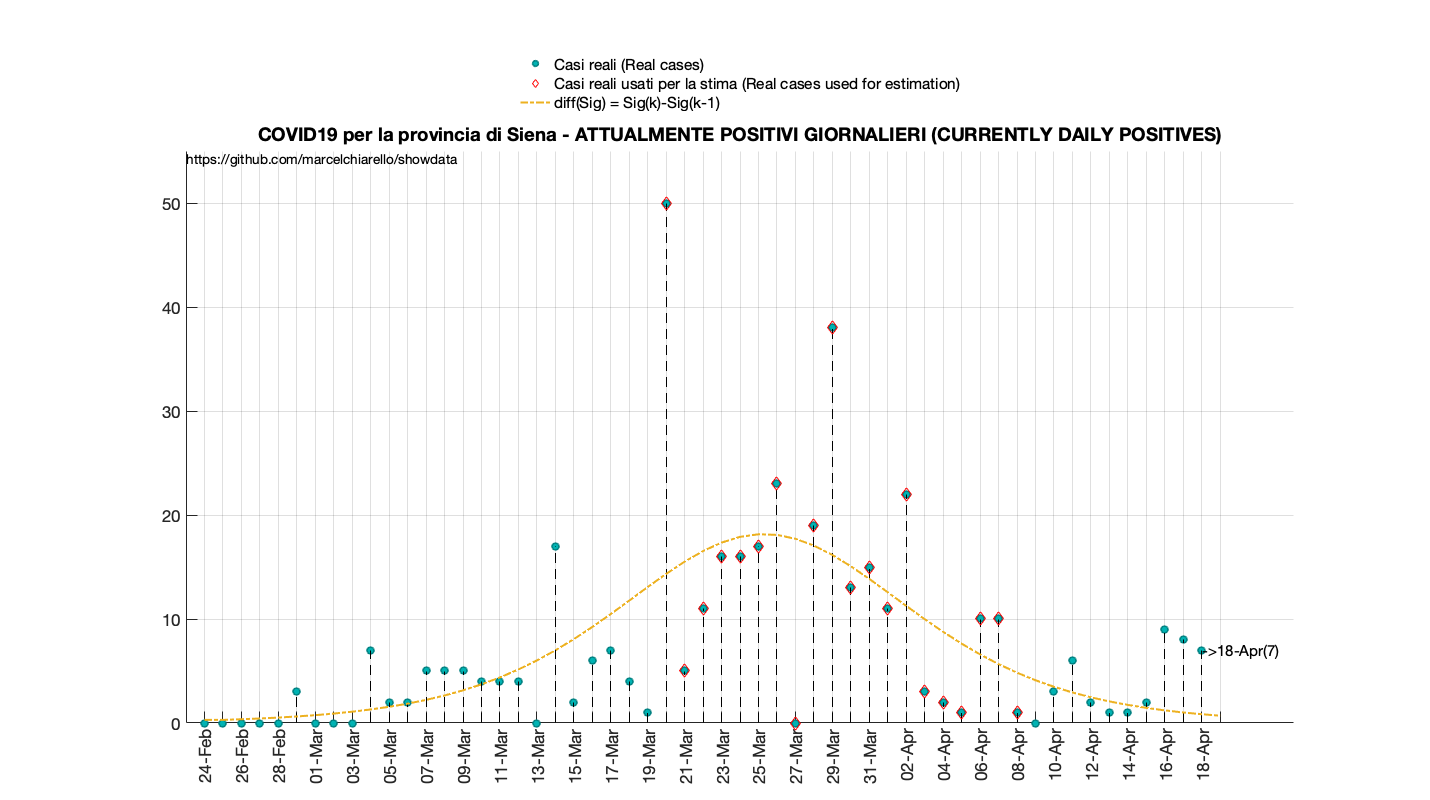 Casi reali (Real cases)
Casi reali usati per la stima (Real cases used for estimation)
diff(Sig) = Sig(k)-Sig(k-1)
COVID19 per la provincia di Siena - ATTUALMENTE POSITIVI GIORNALIERI (CURRENTLY DAILY POSITIVES)
https://github.com/marcelchiarello/showdata
50
40
30
20
10
0
->18-Apr(7)
24-Feb
26-Feb
28-Feb
01-Mar
03-Mar
05-Mar
07-Mar
09-Mar
11-Mar
13-Mar
15-Mar
17-Mar
19-Mar
21-Mar
23-Mar
25-Mar
27-Mar
29-Mar
31-Mar
02-Apr
04-Apr
06-Apr
08-Apr
10-Apr
12-Apr
14-Apr
16-Apr
18-Apr